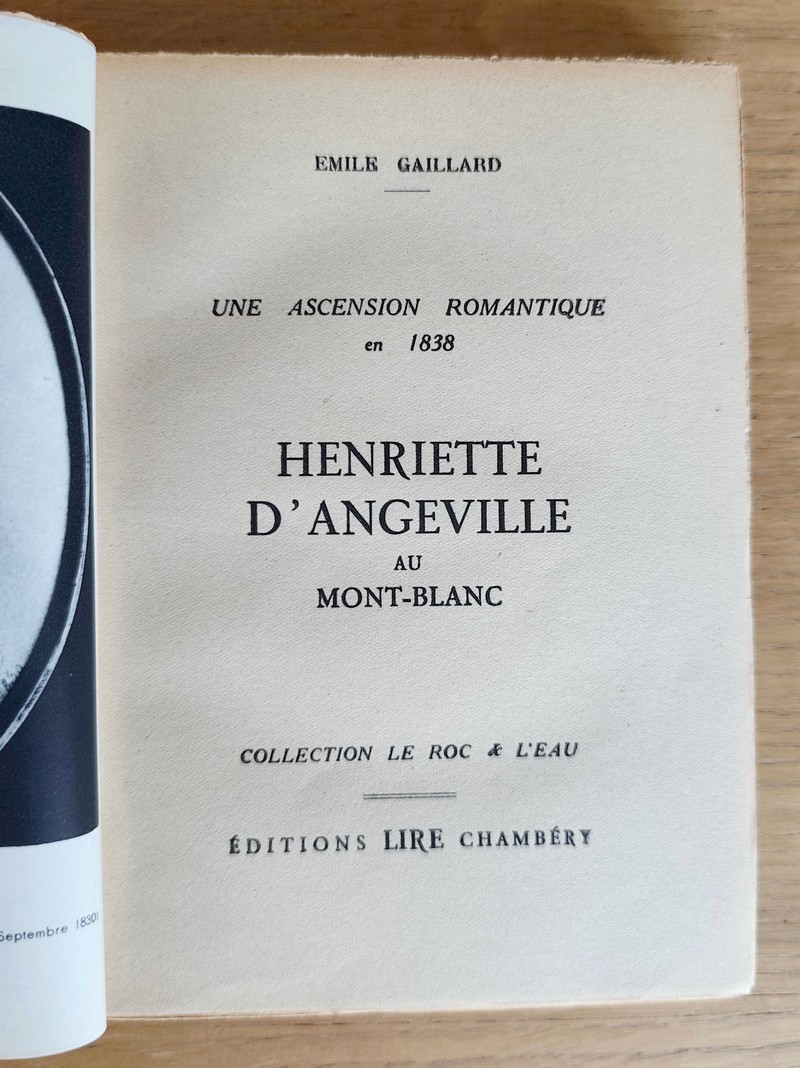 EMILE GAILLARD
UNE ASCENSION ROMANTIQUE
en 1838
HENRIETTE
D'ANGEVILLE
AU
MONT-BLANC
COLLECTION LE ROC & L'EAU
ÉDITIONS LIRE CHAMBÉRY
Septembre 1830)